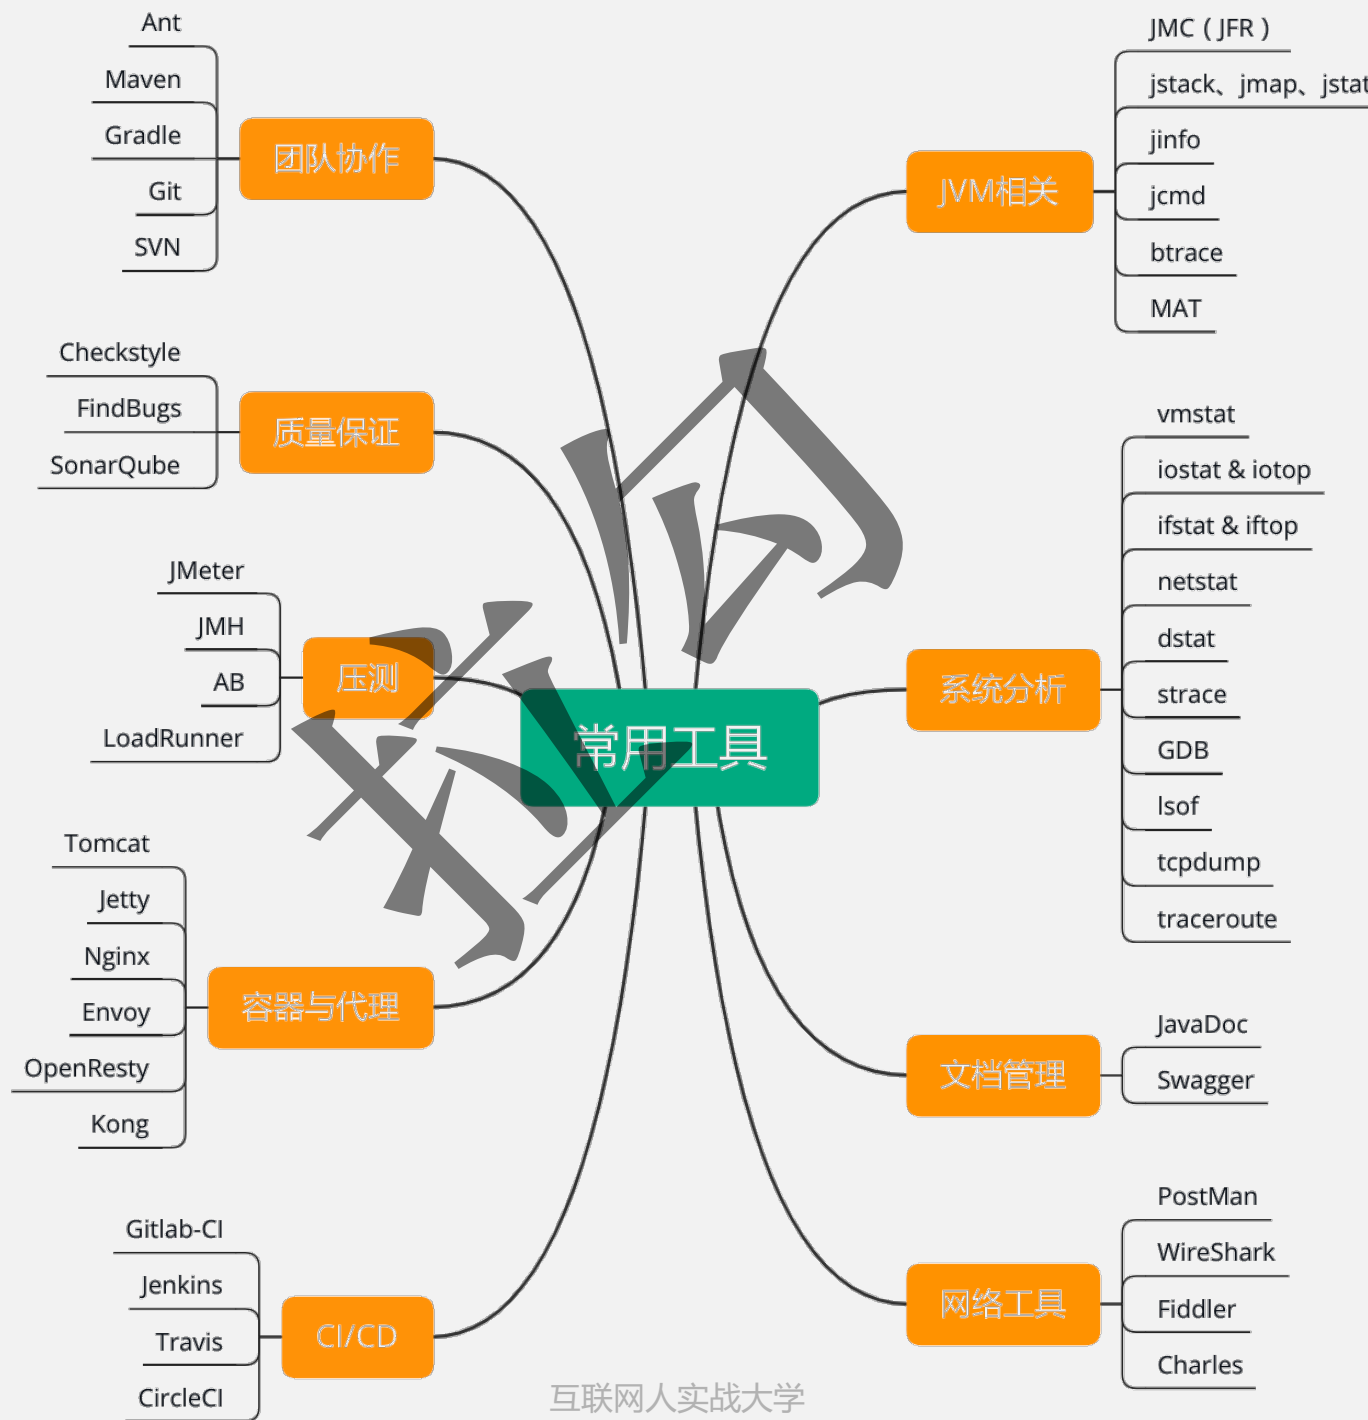 常用工具
团队协作
Ant
Maven
Gradle
Git
SVN
质量保证
Checkstyle
FindBugs
SonarQube
压测
JMeter
JMH
AB
LoadRunner
容器与代理
Tomcat
Jetty
Nginx
Envoy
OpenResty
Kong
CI/CD
Gitlab-CI
Jenkins
Travis
CircleCI
JVM相关
JMC ( JFR )
jstack、jmap、jstat
jinfo
jcmd
btrace
MAT
系统分析
vmstat
iostat & iotop
ifstat & iftop
netstat
dstat
strace
GDB
lsof
tcpdump
traceroute
文档管理
JavaDoc
Swagger
网络工具
PostMan
WireShark
Fiddler
Charles
互联网人实战大学